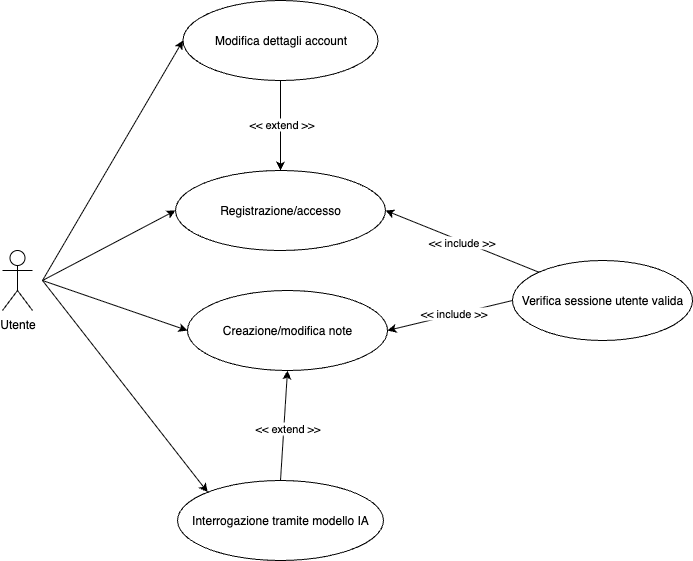 Modifica dettagli account
<< extend >>
Registrazione/accesso
<< include >>
Utente
Verifica sessione utente valida
<< include >>
Creazione/modifica note
<< extend >>
Interrogazione tramite modello IA